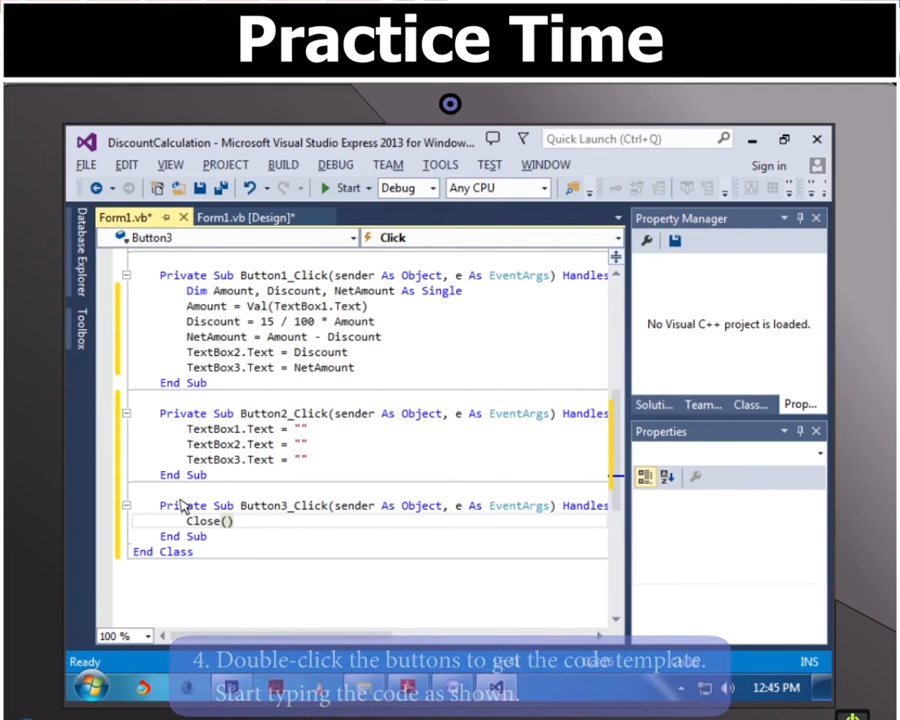 Practice Time
DiscountCalculation - Microsoft Visual Studio Express 2013 for Window...
Quick Launch (Ctrl+Q)
FILE EDIT VIEW PROJECT BUILD DEBUG TEAM TOOLS TEST WINDOW
Sign in
Start Debug Any CPU
Database Explorer
Toolbox
Form1.vb* Form1.vb [Design]*
Button3 Click
Private Sub Button1_Click(sender As Object, e As EventArgs) Handles
Dim Amount, Discount, NetAmount As Single
Amount = Val(TextBox1.Text)
Discount = 15 / 100 * Amount
NetAmount = Amount - Discount
TextBox2.Text = Discount
TextBox3.Text = NetAmount
End Sub
Private Sub Button2_Click(sender As Object, e As EventArgs) Handles
TextBox1.Text = ""
TextBox2.Text = ""
TextBox3.Text = ""
End Sub
Private Sub Button3_Click(sender As Object, e As EventArgs) Handles
Close()
End Sub
End Class
100 %
Property Manager
No Visual C++ project is loaded.
Soluti... Team... Class... Prop...
Properties
Ready
INS
4. Double-click the buttons to get the code template.
Start typing the code as shown.
12:45 PM